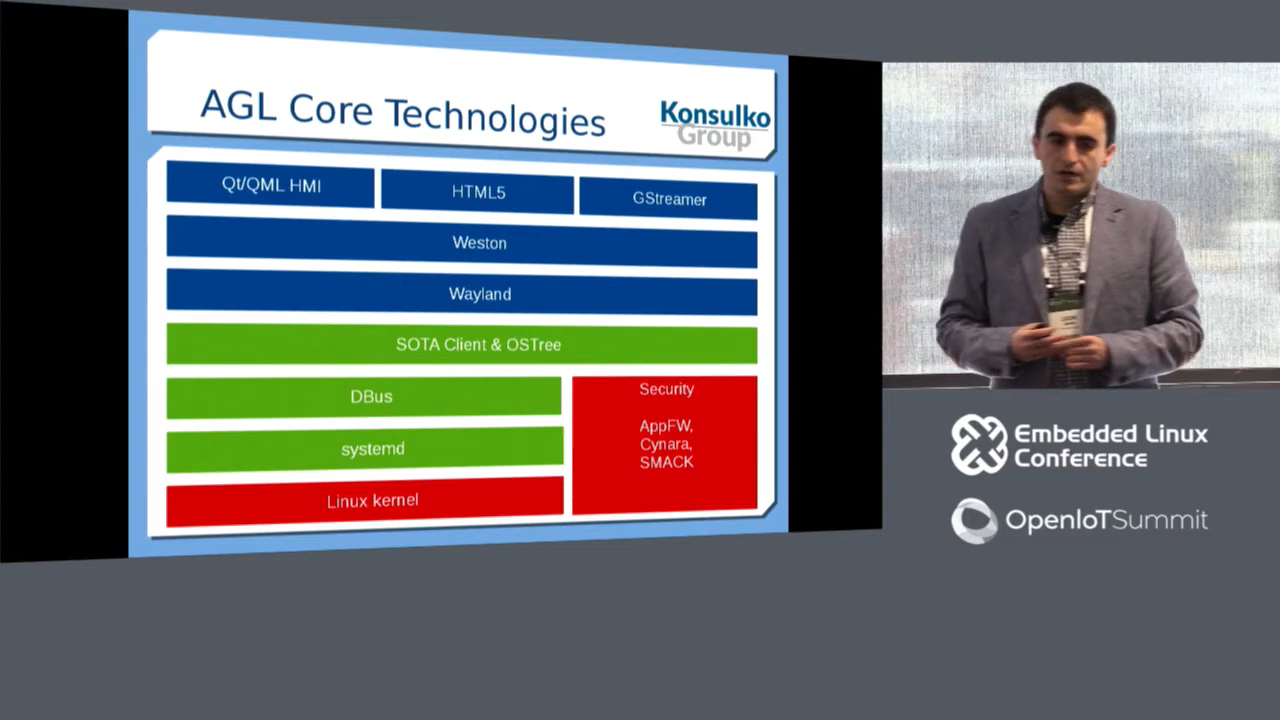 AGL Core Technologies
Konsulko
Group
Qt/QML HMI
HTML5
GStreamer
Weston
Wayland
SOTA Client & OSTree
DBus
systemd
Linux kernel
Security
AppFW,
Cynara,
SMACK
Embedded Linux
Conference
OpenIoTSummit